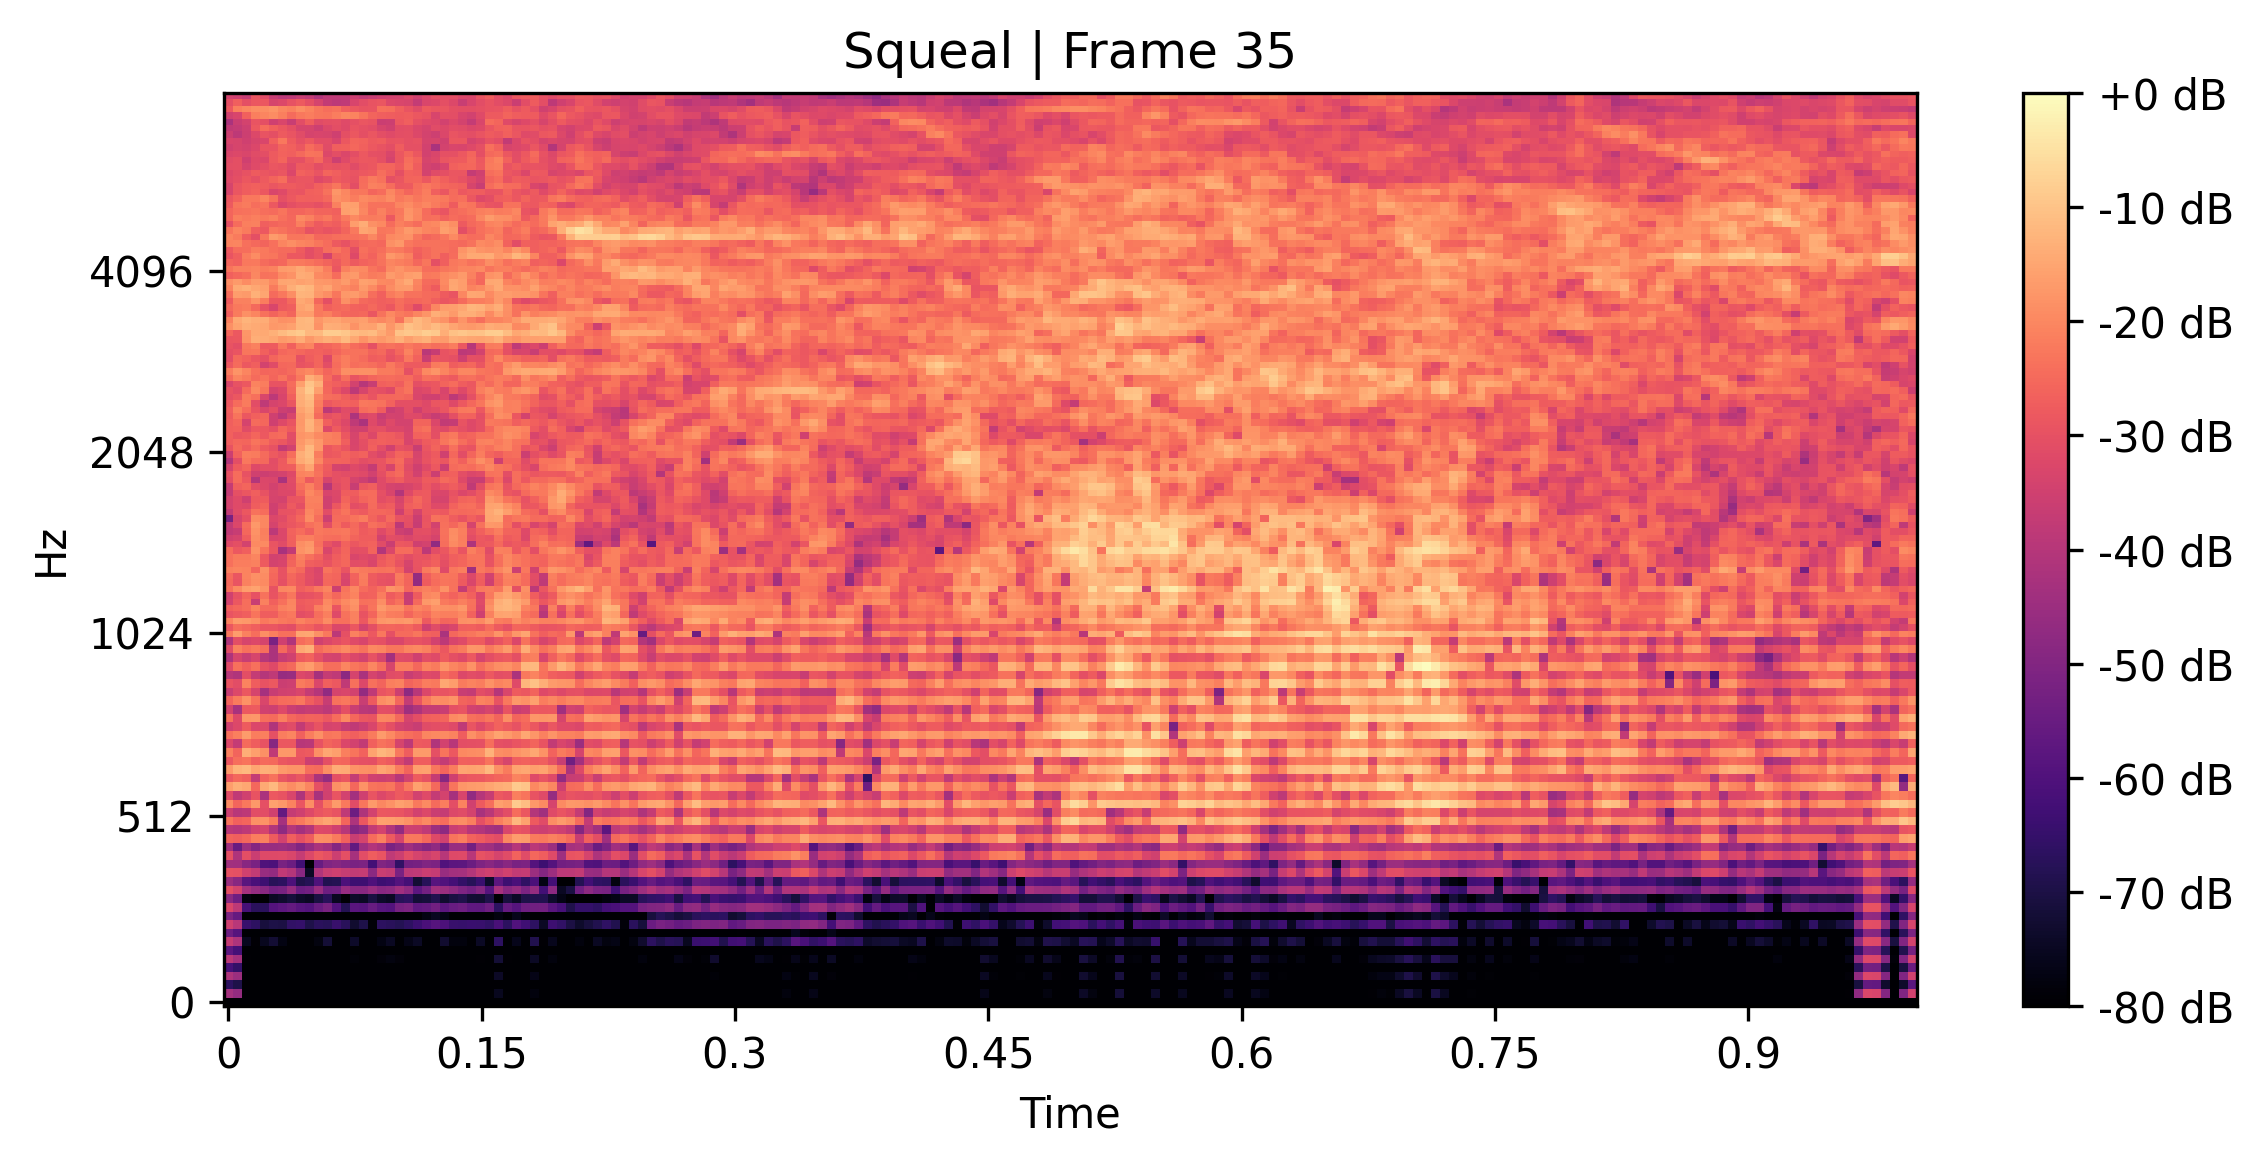 Squeal | Frame 35
+0 dB
-10 dB
-20 dB
-30 dB
-40 dB
-50 dB
-60 dB
-70 dB
-80 dB
Hz
4096
2048
1024
512
0
0 0.15 0.3 0.45 0.6 0.75 0.9
Time